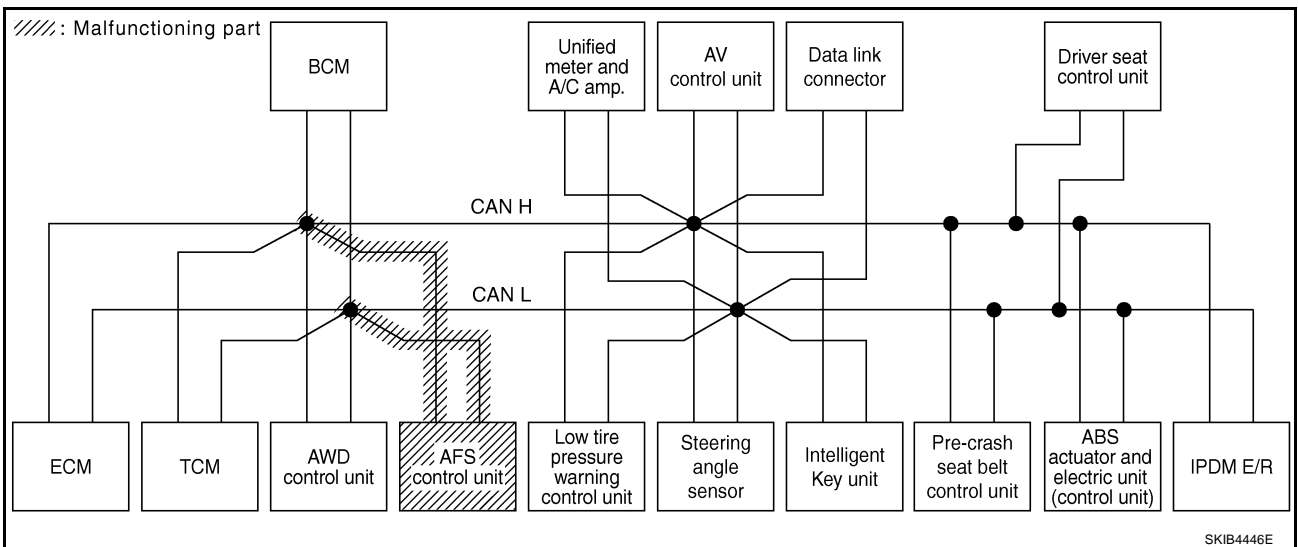 : Malfunctioning part
BCM
Unified
meter and
A/C amp.
AV
control unit
Data link
connector
Driver seat
control unit
CAN H
CAN L
ECM
TCM
AWD
control unit
AFS
control unit
Low tire
pressure
warning
control unit
Steering
angle
sensor
Intelligent
Key unit
Pre-crash
seat belt
control unit
ABS
actuator and
electric unit
(control unit)
IPDM E/R
SKIB4446E